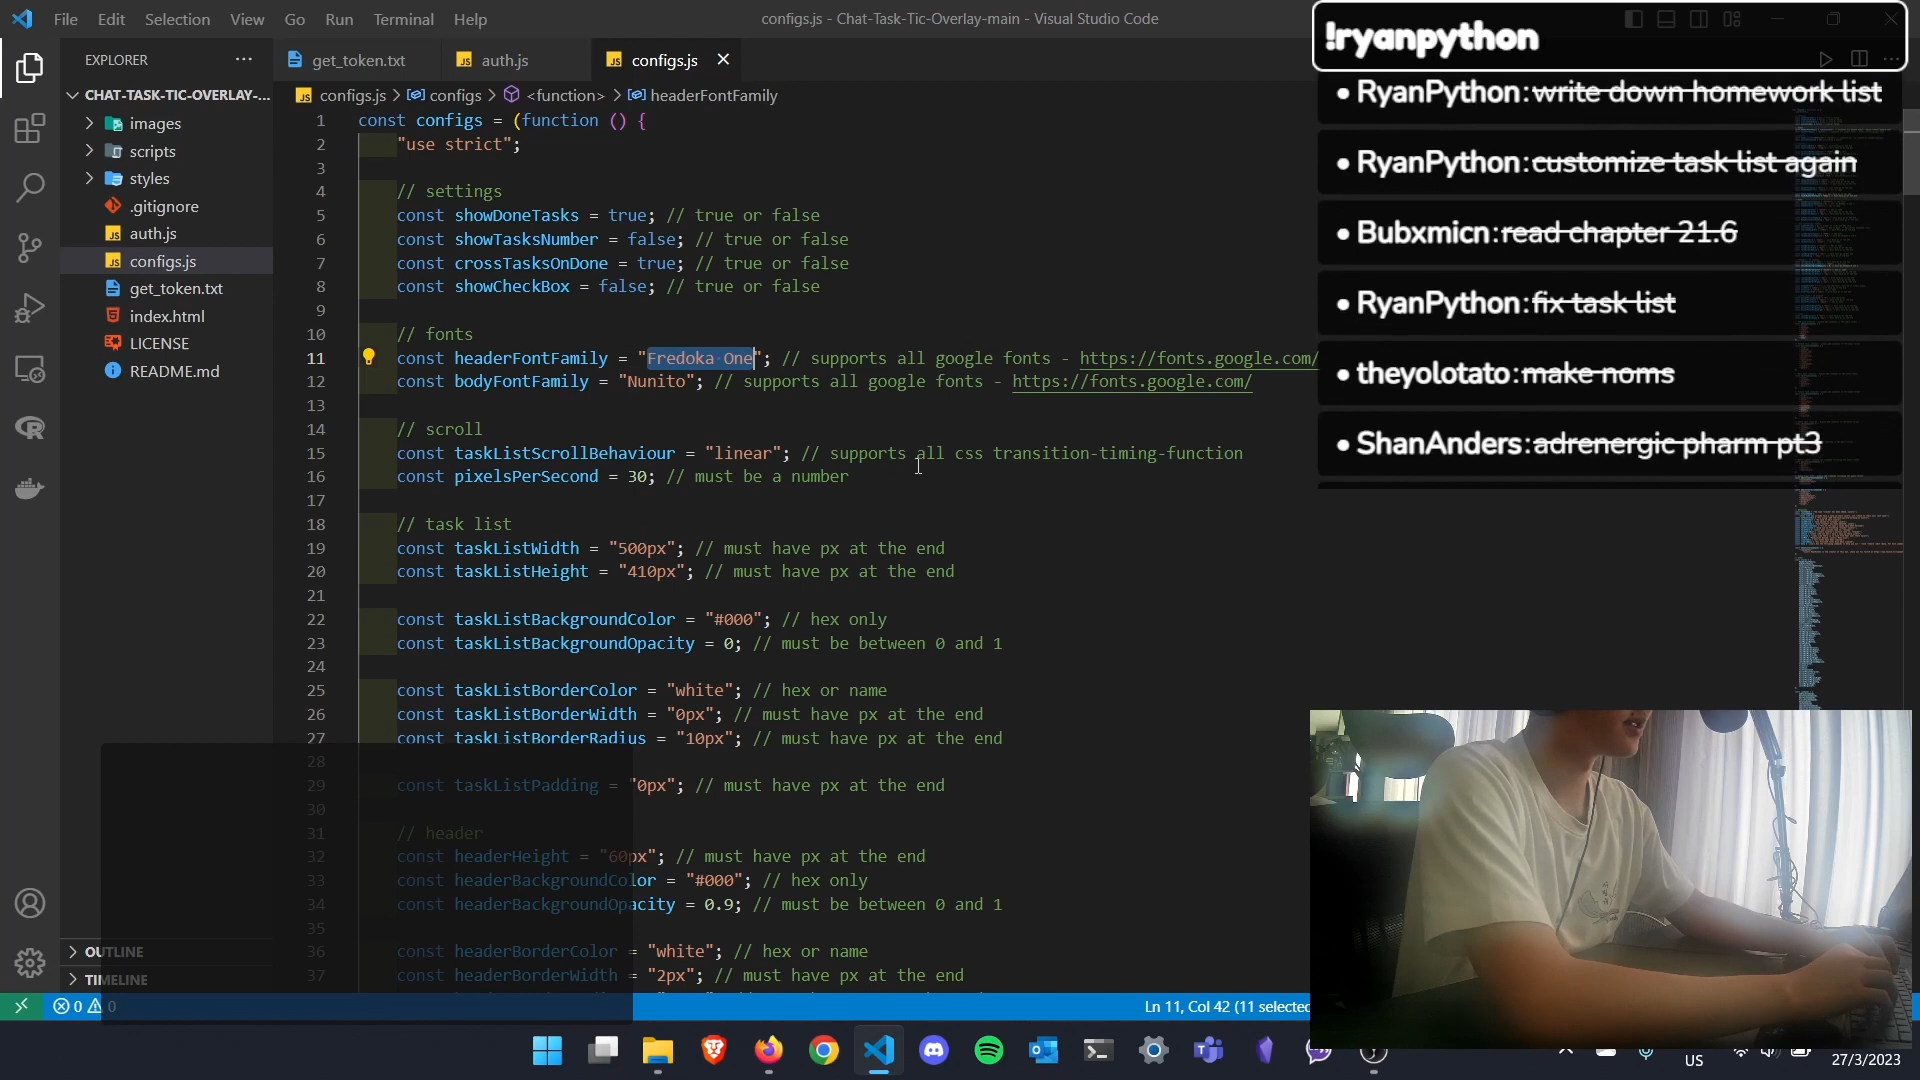 File Edit Selection View Go Run Terminal Help
configs.js - Chat-Task-Tic-Overlay-main - Visual Studio Code
EXPLORER
CHAT-TASK-TIC-OVERLAY-...
images
scripts
styles
.gitignore
auth.js
configs.js
get_token.txt
index.html
LICENSE
README.md
OUTLINE
TIMELINE
get_token.txt auth.js configs.js
configs.js > configs > <function> > headerFontFamily
1 const configs = (function () {
2 "use strict";
3
4 // settings
5 const showDoneTasks = true; // true or false
6 const showTasksNumber = false; // true or false
7 const crossTasksOnDone = true; // true or false
8 const showCheckBox = false; // true or false
9
10 // fonts
11 const headerFontFamily = "Fredoka One"; // supports all google fonts - https://fonts.google.com/
12 const bodyFontFamily = "Nunito"; // supports all google fonts - https://fonts.google.com/
13
14 // scroll
15 const taskListScrollBehaviour = "linear"; // supports all css transition-timing-function
16 const pixelsPerSecond = 30; // must be a number
17
18 // task list
19 const taskListWidth = "500px"; // must have px at the end
20 const taskListHeight = "410px"; // must have px at the end
21
22 const taskListBackgroundColor = "#000"; // hex only
23 const taskListBackgroundOpacity = 0; // must be between 0 and 1
24
25 const taskListBorderColor = "white"; // hex or name
26 const taskListBorderWidth = "0px"; // must have px at the end
27 const taskListBorderRadius = "10px"; // must have px at the end
28
29 const taskListPadding = "0px"; // must have px at the end
30
31 // header
32 const headerHeight = "60px"; // must have px at the end
33 const headerBackgroundColor = "#000"; // hex only
34 const headerBackgroundOpacity = 0.9; // must be between 0 and 1
35
36 const headerBorderColor = "white"; // hex or name
37 const headerBorderWidth = "2px"; // must have px at the end
!ryanpython
• RyanPython:write down homework list
• RyanPython:customize task list again
• Bubxmicn:read chapter 21.6
• RyanPython:fix task list
• theyolotato:make noms
• ShanAnders:adrenergic pharm pt3
0 0
Ln 11, Col 42 (11 selected
US
27/3/2023